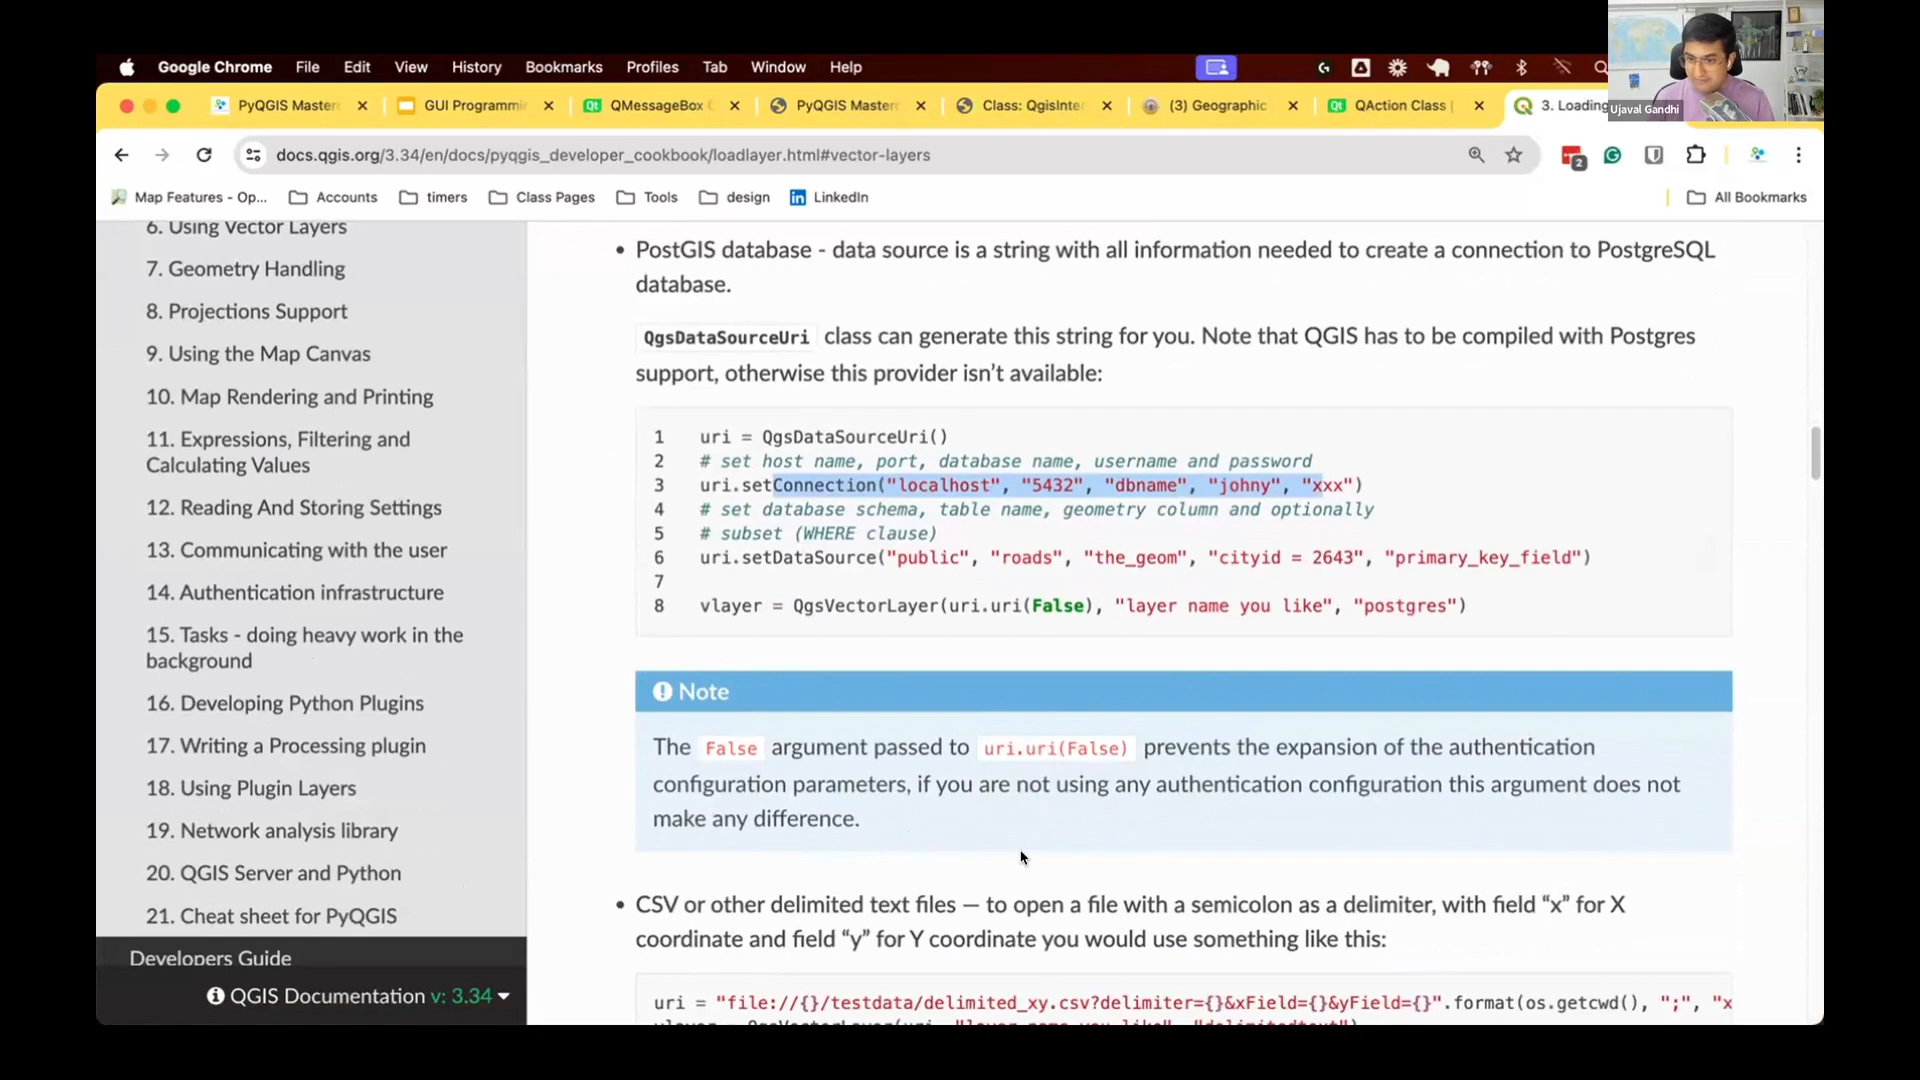 Google Chrome File Edit View History Bookmarks Profiles Tab Window Help
PyQGIS Master GUI Programmi QMessageBox PyQGIS Master Class: QgisInte (3) Geographic QAction Class 3. Loading
Ujaval Gandhi
docs.qgis.org/3.34/en/docs/pyqgis_developer_cookbook/loadlayer.html#vector-layers
2
Map Features - Op... Accounts timers Class Pages Tools design LinkedIn All Bookmarks
6. Using Vector Layers
7. Geometry Handling
8. Projections Support
9. Using the Map Canvas
10. Map Rendering and Printing
11. Expressions, Filtering and
Calculating Values
12. Reading And Storing Settings
13. Communicating with the user
14. Authentication infrastructure
15. Tasks - doing heavy work in the
background
16. Developing Python Plugins
17. Writing a Processing plugin
18. Using Plugin Layers
19. Network analysis library
20. QGIS Server and Python
21. Cheat sheet for PyQGIS
Developers Guide
QGIS Documentation v: 3.34
• PostGIS database - data source is a string with all information needed to create a connection to PostgreSQL
database.
QgsDataSourceUri class can generate this string for you. Note that QGIS has to be compiled with Postgres
support, otherwise this provider isn’t available:
1 uri = QgsDataSourceUri()
2 # set host name, port, database name, username and password
3 uri.setConnection("localhost", "5432", "dbname", "johny", "xxx")
4 # set database schema, table name, geometry column and optionally
5 # subset (WHERE clause)
6 uri.setDataSource("public", "roads", "the_geom", "cityid = 2643", "primary_key_field")
7
8 vlayer = QgsVectorLayer(uri.uri(False), "layer name you like", "postgres")
Note
The False argument passed to uri.uri(False) prevents the expansion of the authentication
configuration parameters, if you are not using any authentication configuration this argument does not
make any difference.
• CSV or other delimited text files — to open a file with a semicolon as a delimiter, with field “x” for X
coordinate and field “y” for Y coordinate you would use something like this:
uri = "file://{}/testdata/delimited_xy.csv?delimiter={}&xField={}&yField={}".format(os.getcwd(), ";", "x
vlayer = QgsVectorLayer(uri, "layer name you like", "delimitedtext")